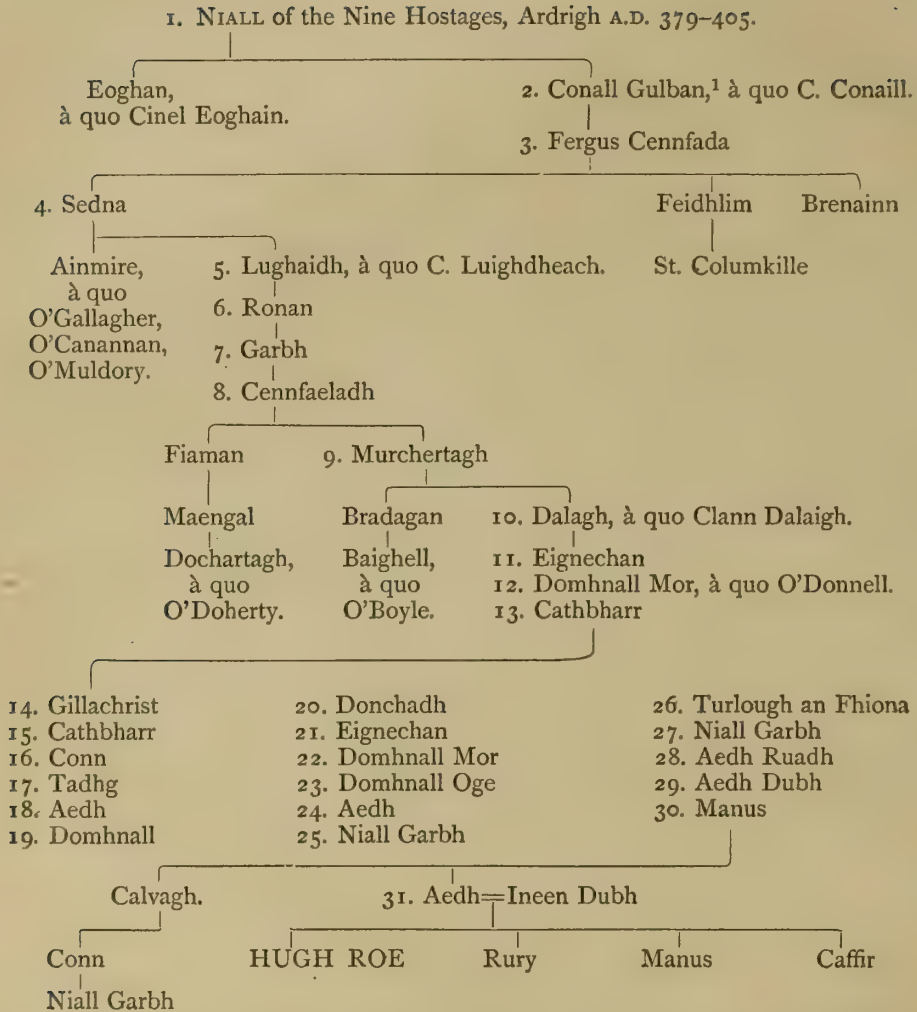 1. NIALL of the Nine Hostages, Ardrigh A.D. 379–405.
Eoghan,
à quo Cinel Eoghain.
2. Conall Gulban,¹ à quo C. Conaill.
3. Fergus Cennfada
4. Sedna
Feidhlim
Brenainn
St. Columkille
Ainmire,
à quo
O'Gallagher,
O'Canannan,
O'Muldory.
5. Lughaidh, à quo C. Luighdheach.
6. Ronan
7. Garbh
8. Cennfaeladh
Fiaman
9. Murchertagh
Maengal
Dochartagh,
à quo
O'Doherty.
Bradagan
Baighell,
à quo
O'Boyle.
10. Dalagh, à quo Clann Dalaigh.
11. Eignechan
12. Domhnall Mor, à quo O'Donnell.
13. Cathbharr
14. Gillachrist
15. Cathbharr
16. Conn
17. Tadhg
18. Aedh
19. Domhnall
20. Donchadh
21. Eignechan
22. Domhnall Mor
23. Domhnall Oge
24. Aedh
25. Niall Garbh
26. Turlough an Fhiona
27. Niall Garbh
28. Aedh Ruadh
29. Aedh Dubh
30. Manus
Calvagh.
31. Aedh=Ineen Dubh
Conn
Niall Garbh
HUGH ROE
Rury
Manus
Caffir